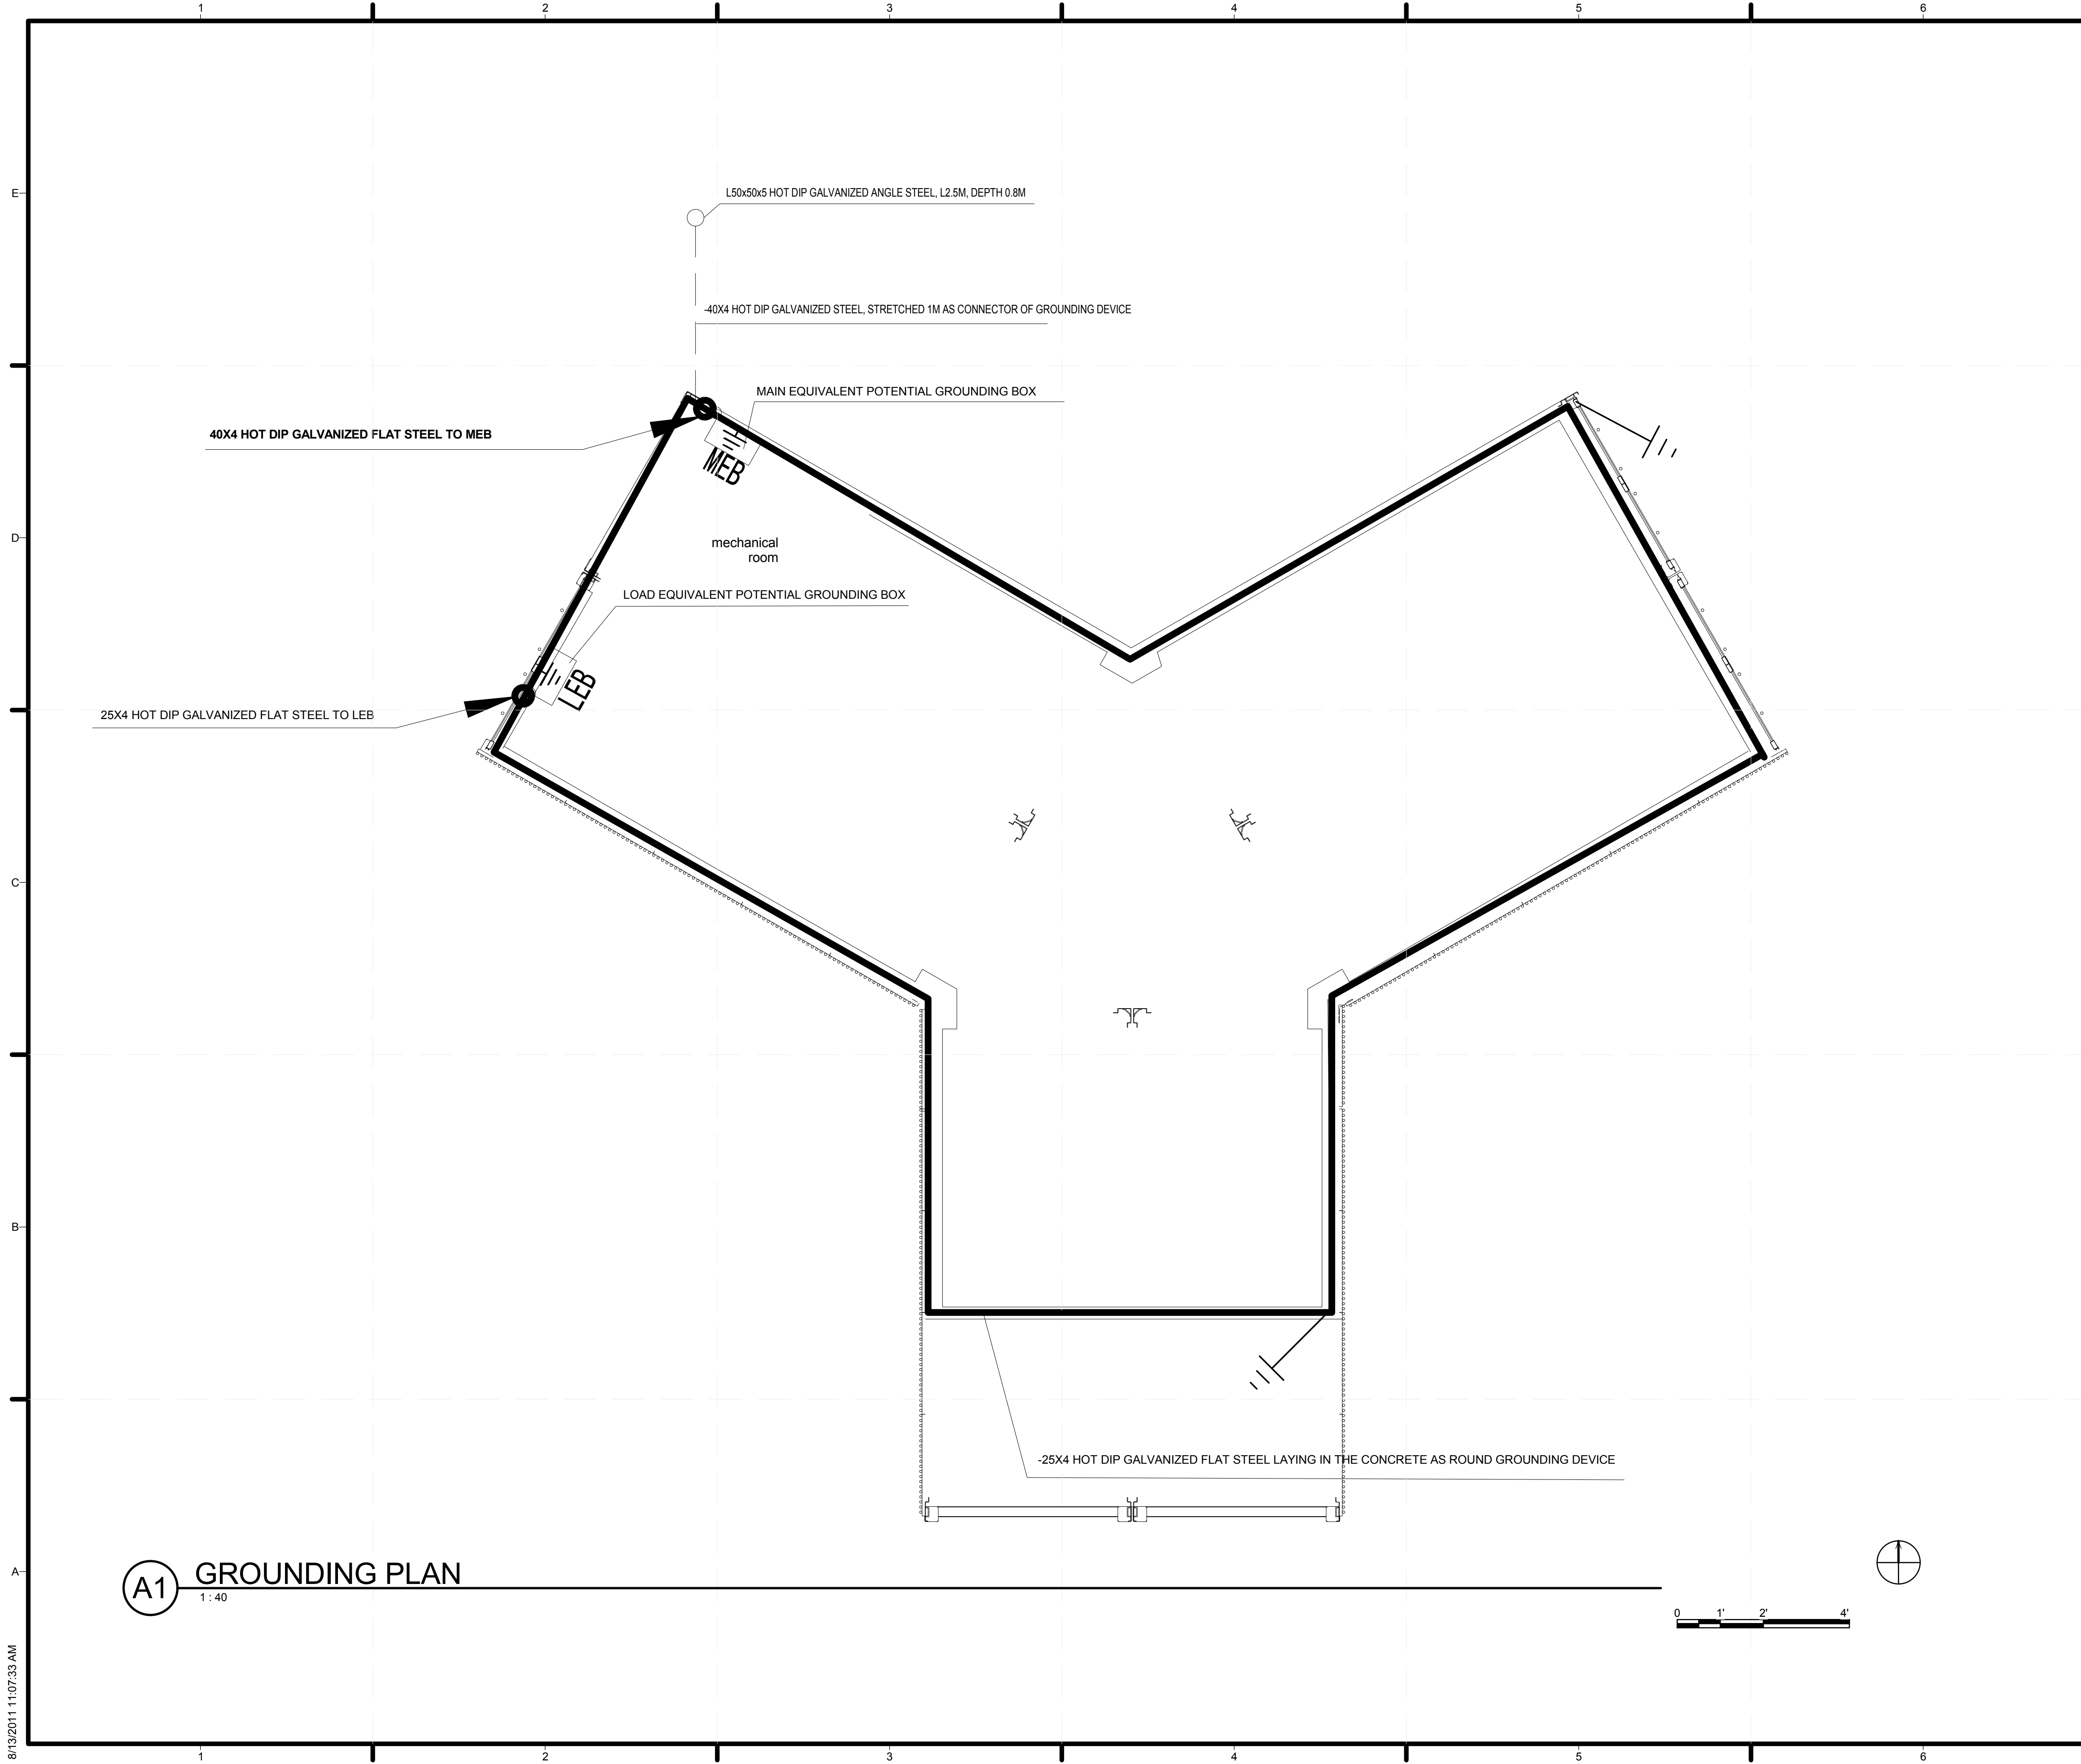 1 2 3 4 5 6
E
L50x50x5 HOT DIP GALVANIZED ANGLE STEEL, L2.5M, DEPTH 0.8M
-40X4 HOT DIP GALVANIZED STEEL, STRETCHED 1M AS CONNECTOR OF GROUNDING DEVICE
MAIN EQUIVALENT POTENTIAL GROUNDING BOX
40X4 HOT DIP GALVANIZED FLAT STEEL TO MEB
MEB
D
mechanical
room
LOAD EQUIVALENT POTENTIAL GROUNDING BOX
LEB
25X4 HOT DIP GALVANIZED FLAT STEEL TO LEB
C
B
-25X4 HOT DIP GALVANIZED FLAT STEEL LAYING IN THE CONCRETE AS ROUND GROUNDING DEVICE
A
A1 GROUNDING PLAN
1 : 40
0 1' 2' 4'
8/13/2011 11:07:33 AM
1 2 3 4 5 6